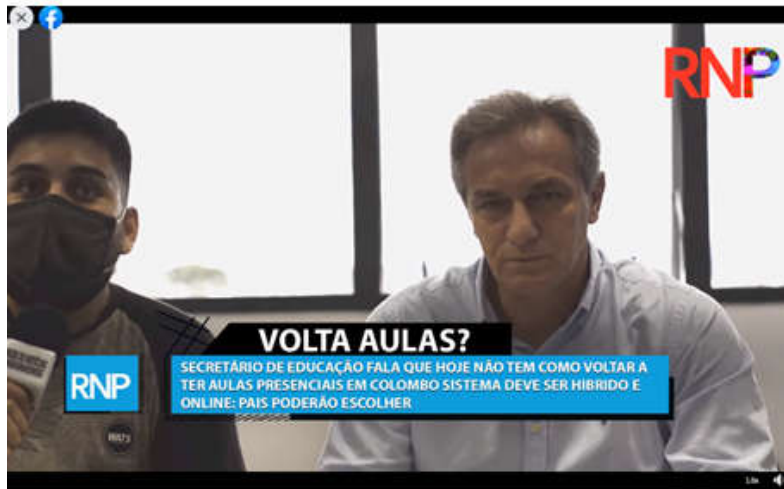 RNP
VOLTA AULAS?
RNP
SECRETÁRIO DE EDUCAÇÃO FALA QUE HOJE NÃO TEM COMO VOLTAR A
TER AULAS PRESENCIAIS EM COLOMBO SISTEMA DEVE SER HÍBRIDO E
ONLINE; PAIS PODERÃO ESCOLHER